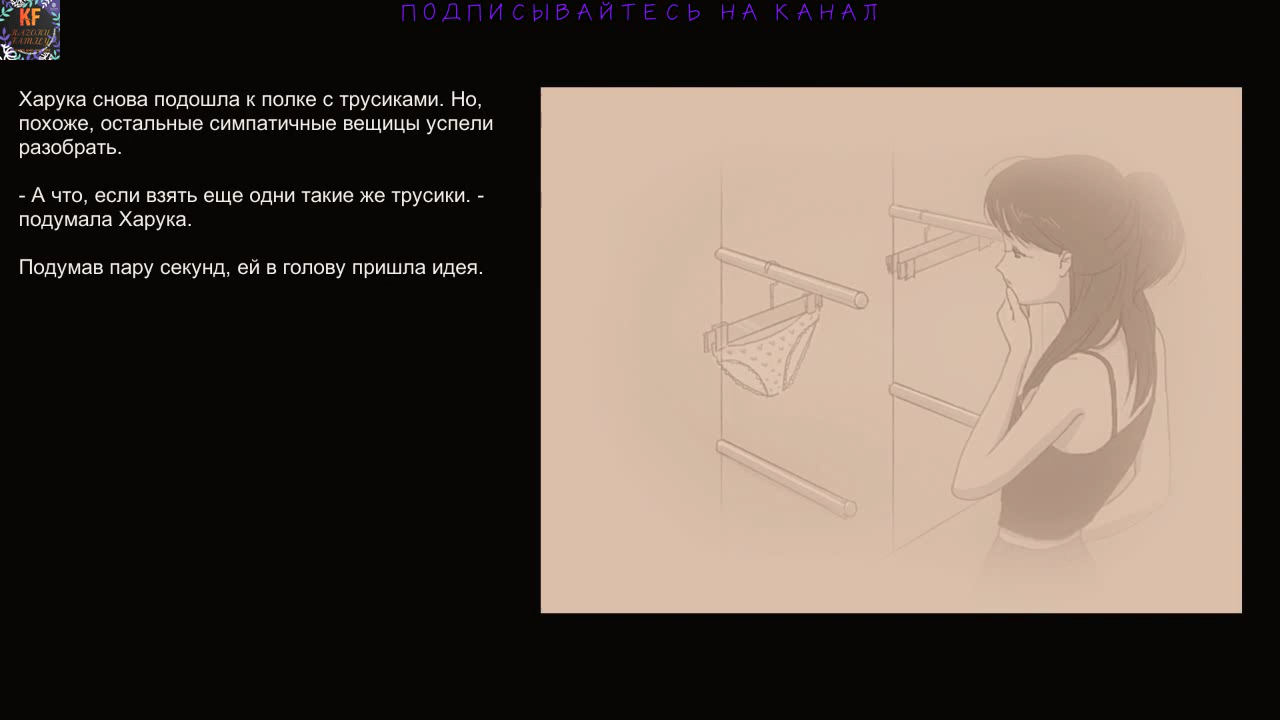 ПОДПИСЫВАЙТЕСЬ НА КАНАЛ
KF
Харука снова подошла к полке с трусиками. Но,
похоже, остальные симпатичные вещицы успели
разобрать.
- А что, если взять еще одни такие же трусики. -
подумала Харука.
Подумав пару секунд, ей в голову пришла идея.